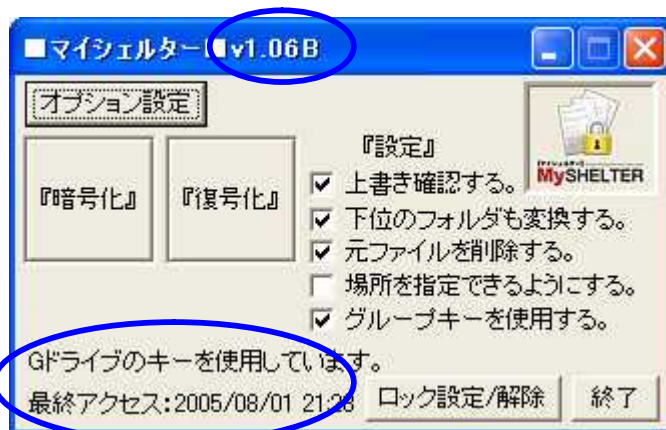 ■マイシェルター■v1.06B
オプション設定
『暗号化』
『復号化』
『設定』
上書き確認する。
下位のフォルダも変換する。
元ファイルを削除する。
場所を指定できるようにする。
グループキーを使用する。
MySHELTER
Gドライブのキーを使用しています。
最終アクセス:2005/08/01 21:23
ロック設定/解除
終了